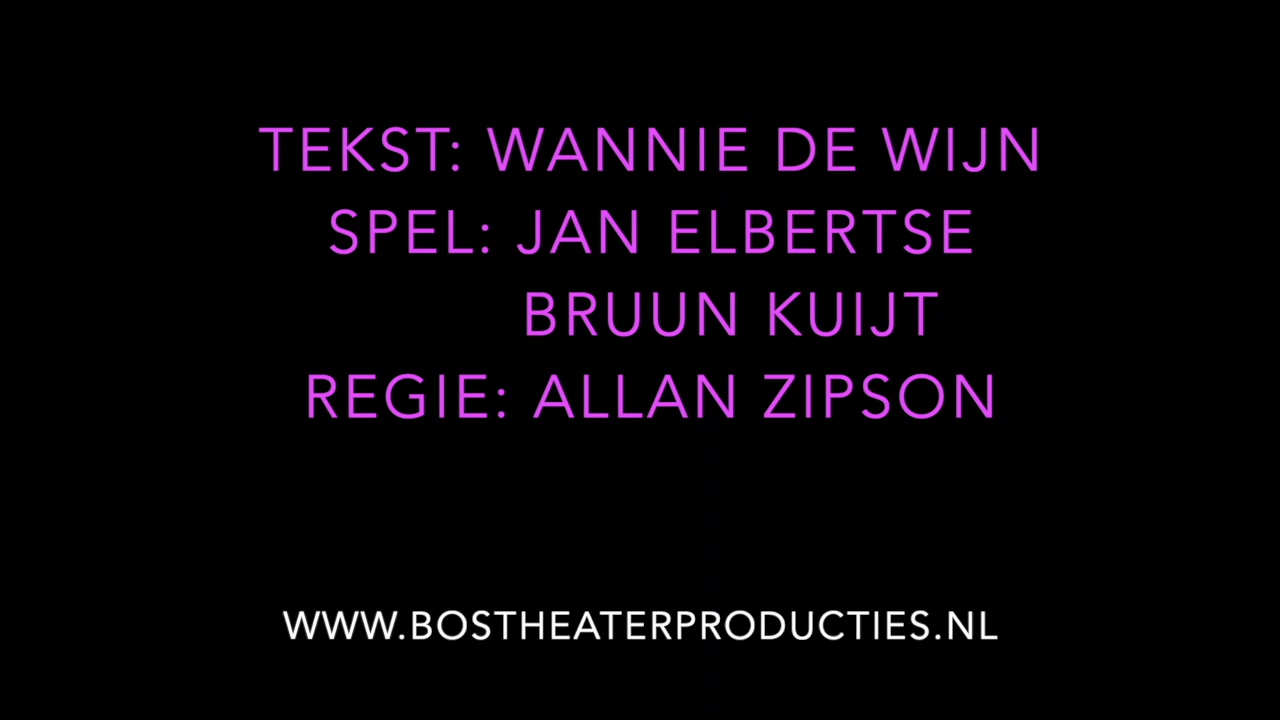 TEKST: WANNIE DE WIJN
SPEL: JAN ELBERTSE
BRUUN KUIJT
REGIE: ALLAN ZIPSON
WWW.BOSTHEATERPRODUCTIES.NL